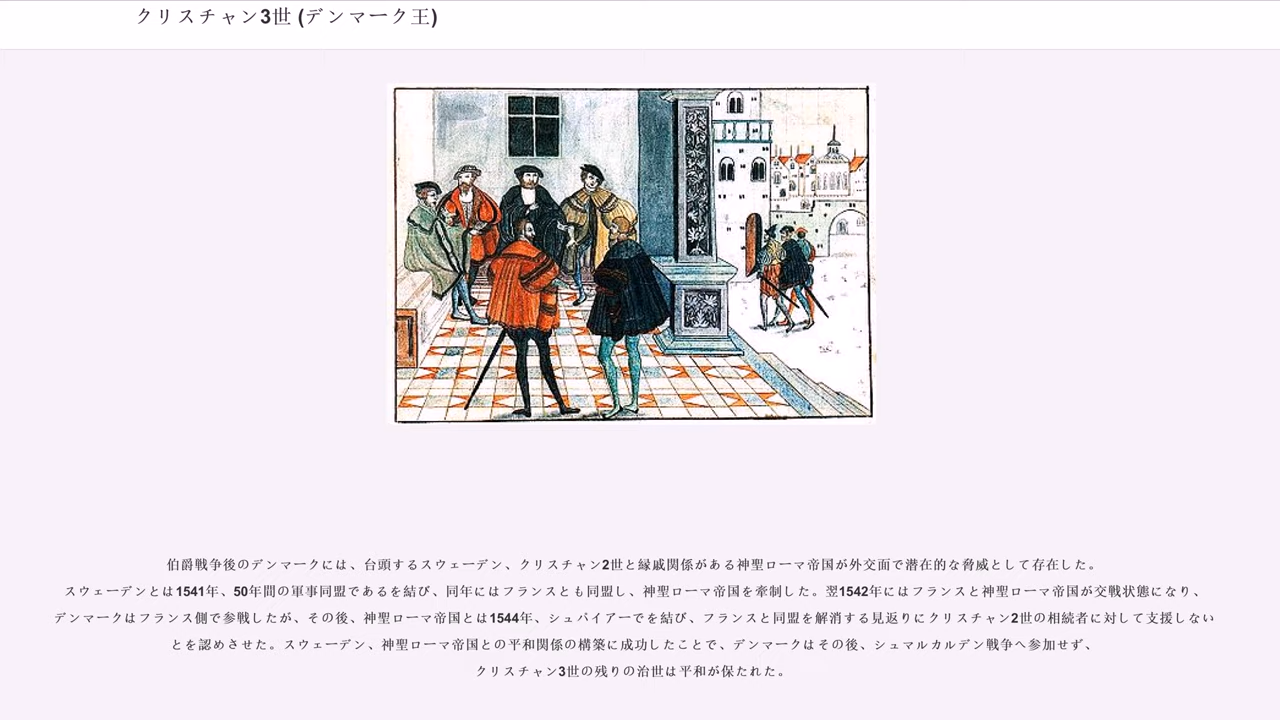 クリスチャン3世 (デンマーク王)
伯爵戦争後のデンマークには、台頭するスウェーデン、クリスチャン2世と縁戚関係がある神聖ローマ帝国が外交面で潜在的な脅威として存在した。
スウェーデンとは1541年、50年間の軍事同盟であるを結び、同年にはフランスとも同盟し、神聖ローマ帝国を牽制した。翌1542年にはフランスと神聖ローマ帝国が交戦状態になり、
デンマークはフランス側で参戦したが、その後、神聖ローマ帝国とは1544年、シュパイアーでを結び、フランスと同盟を解消する見返りにクリスチャン2世の相続者に対して支援しない
とを認めさせた。スウェーデン、神聖ローマ帝国との平和関係の構築に成功したことで、デンマークはその後、シュマルカルデン戦争へ参加せず、
クリスチャン3世の残りの治世は平和が保たれた。